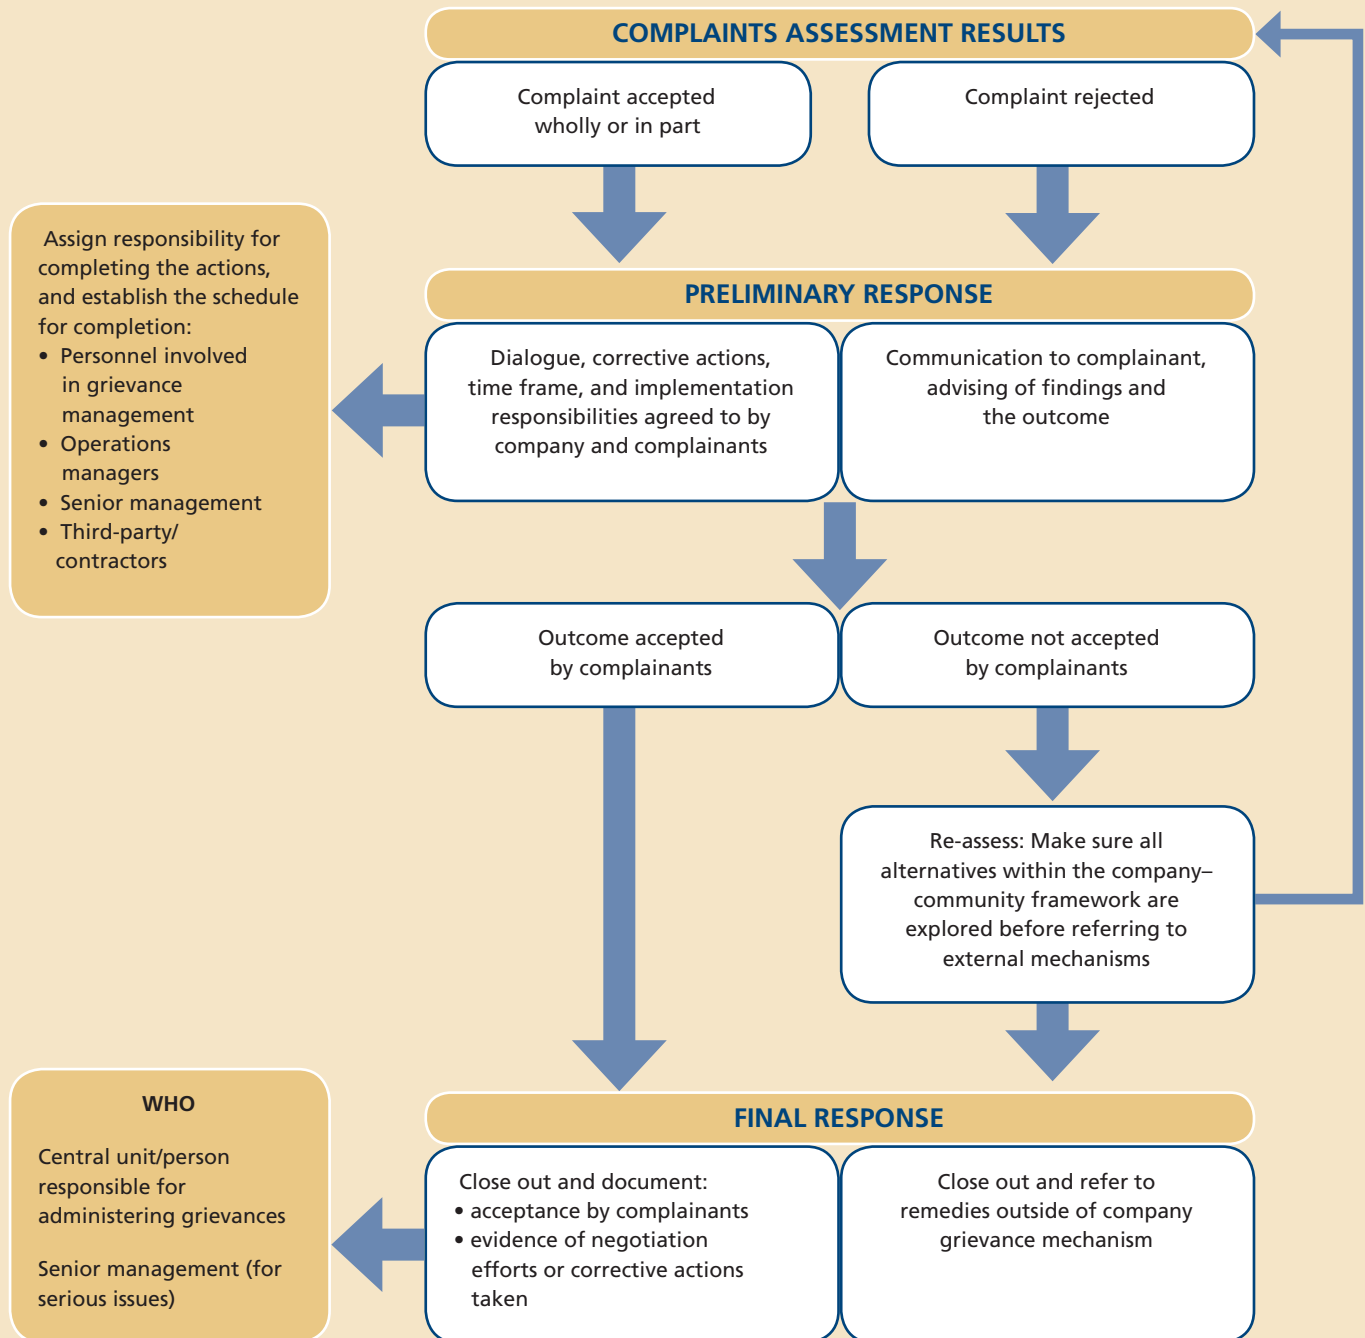 COMPLAINTS ASSESSMENT RESULTS
Complaint accepted
wholly or in part
Complaint rejected
Assign responsibility for
completing the actions,
and establish the schedule
for completion:
• Personnel involved
in grievance
management
• Operations
managers
• Senior management
• Third-party/
contractors
PRELIMINARY RESPONSE
Dialogue, corrective actions,
time frame, and implementation
responsibilities agreed to by
company and complainants
Communication to complainant,
advising of findings and
the outcome
Outcome accepted
by complainants
Outcome not accepted
by complainants
Re-assess: Make sure all
alternatives within the company–
community framework are
explored before referring to
external mechanisms
WHO
Central unit/person
responsible for
administering grievances
Senior management (for
serious issues)
FINAL RESPONSE
Close out and document:
• acceptance by complainants
• evidence of negotiation
efforts or corrective actions
taken
Close out and refer to
remedies outside of company
grievance mechanism